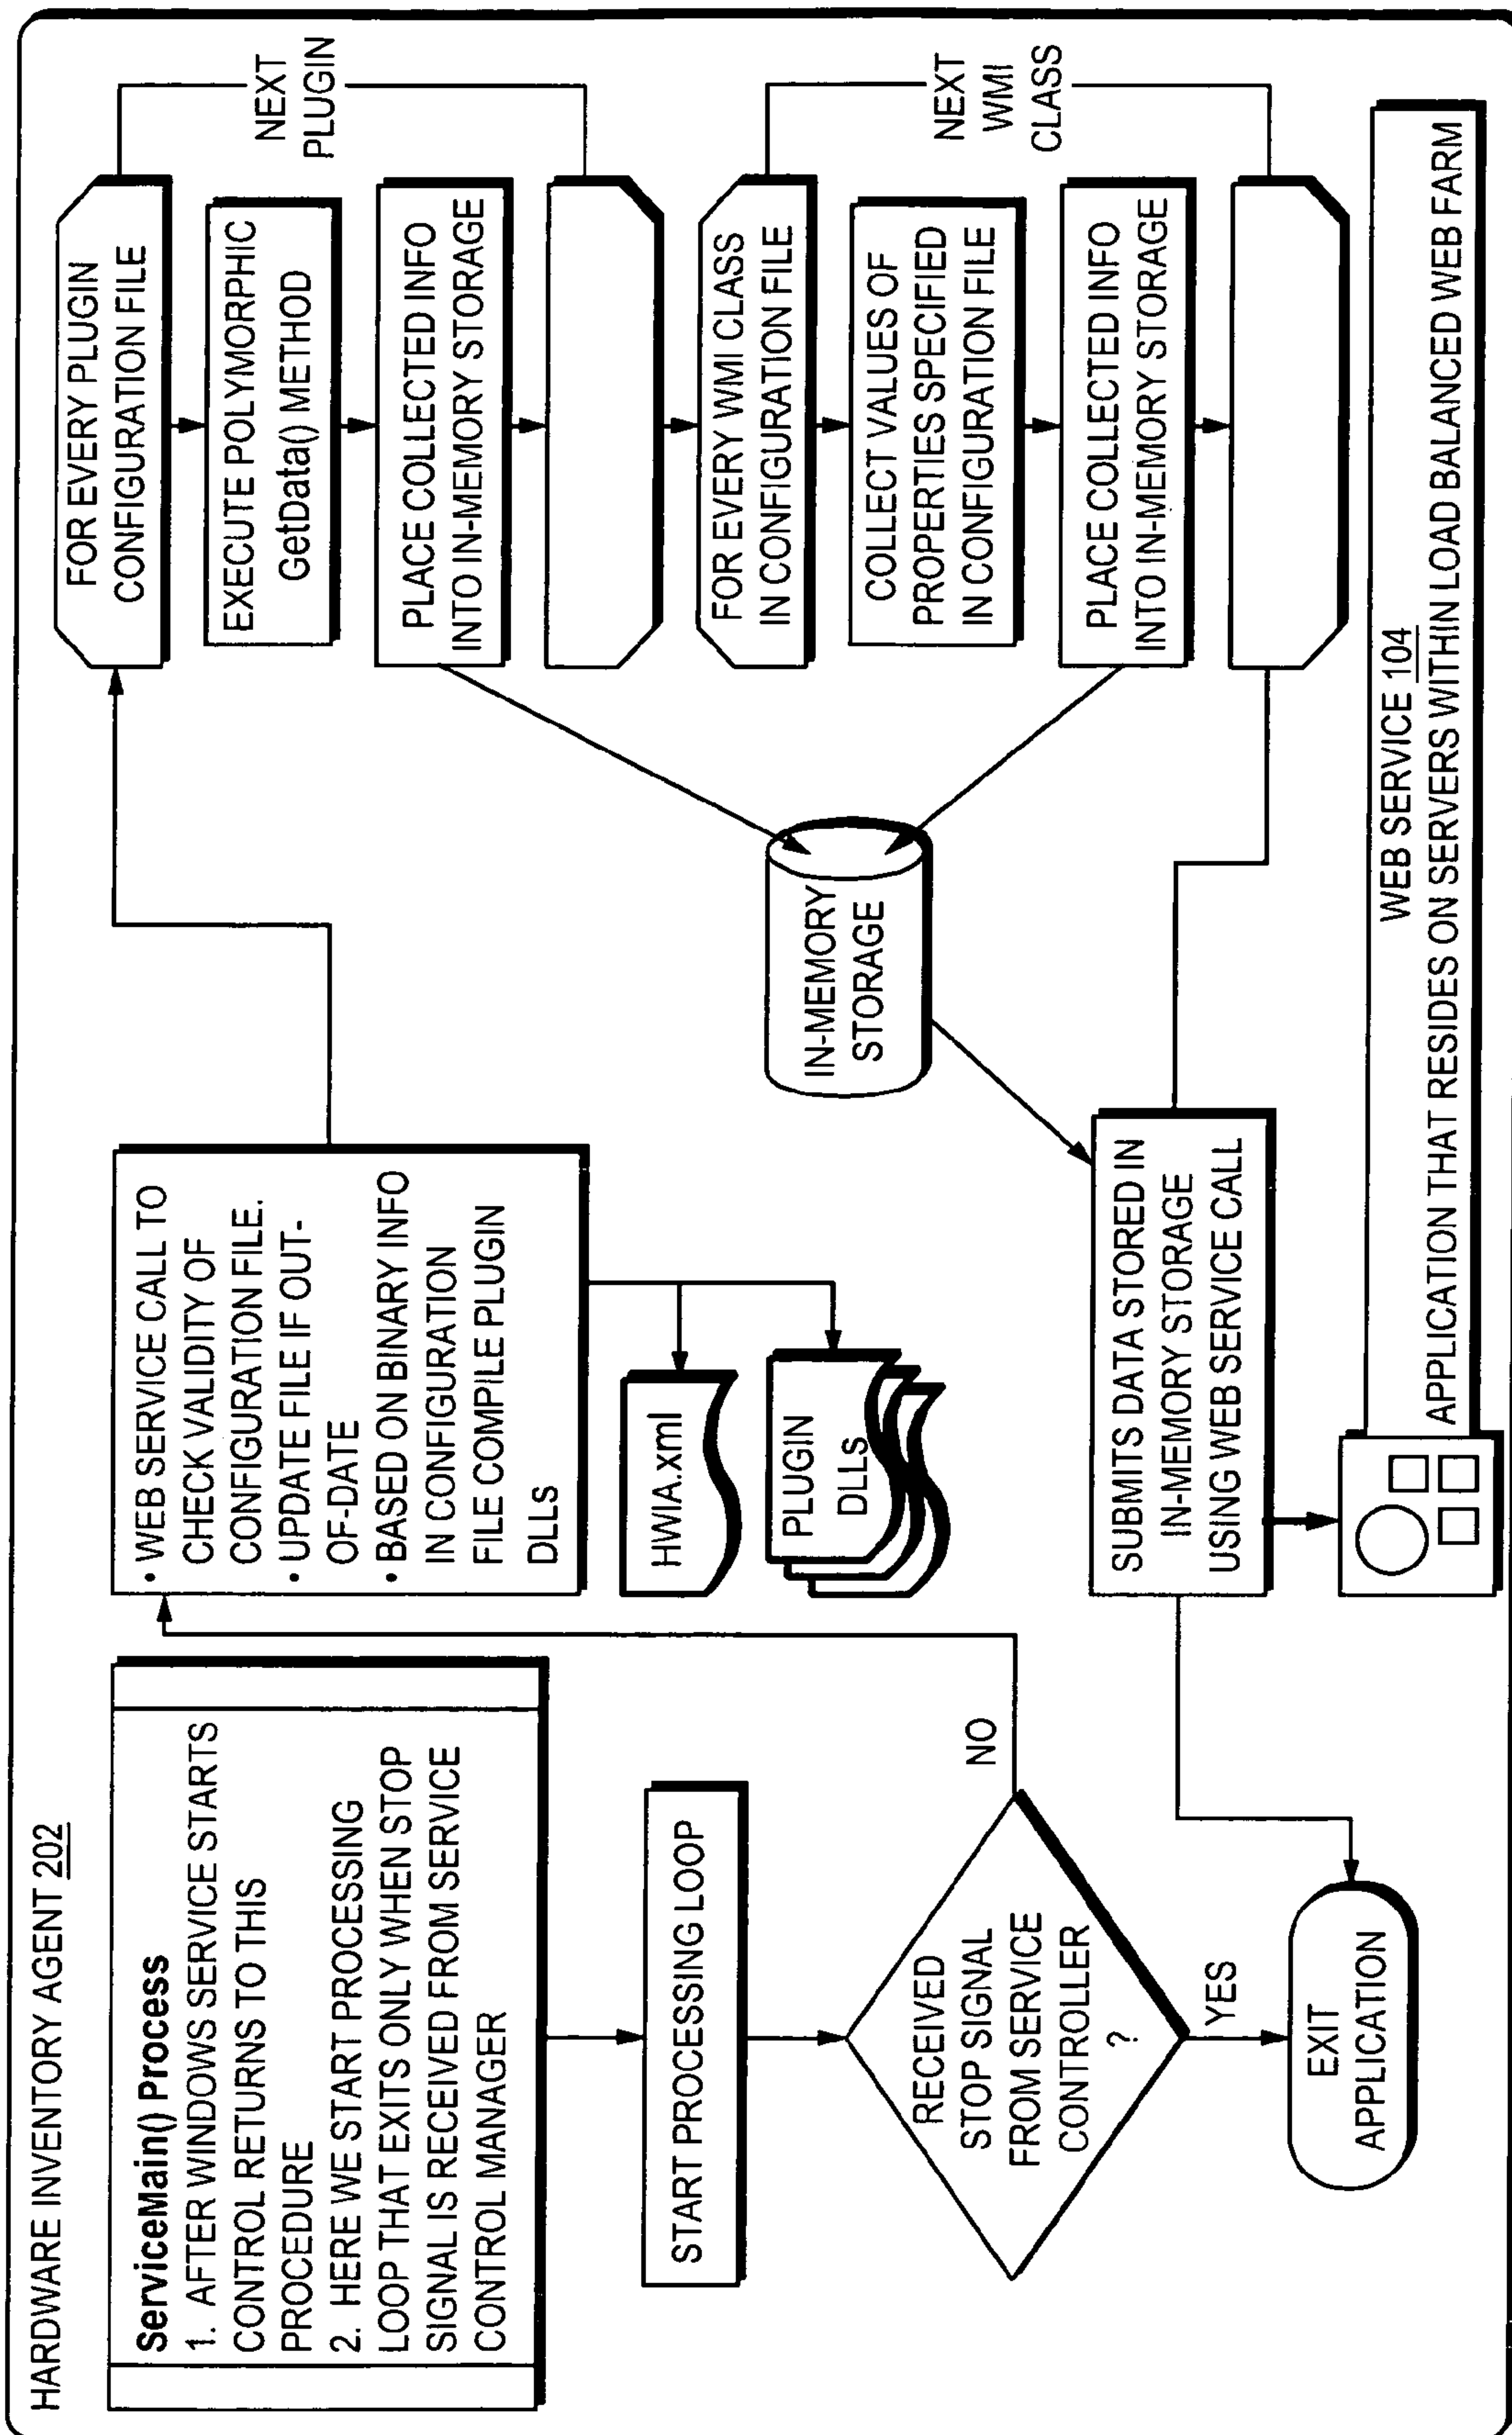 HARDWARE INVENTORY AGENT 202
ServiceMain() Process
1. AFTER WINDOWS SERVICE STARTS
CONTROL RETURNS TO THIS
PROCEDURE
2. HERE WE START PROCESSING
LOOP THAT EXITS ONLY WHEN STOP
SIGNAL IS RECEIVED FROM SERVICE
CONTROL MANAGER
START PROCESSING LOOP
RECEIVED
STOP SIGNAL
FROM SERVICE
CONTROLLER
?
NO
YES
EXIT
APPLICATION
• WEB SERVICE CALL TO
CHECK VALIDITY OF
CONFIGURATION FILE.
• UPDATE FILE IF OUT-
OF-DATE
• BASED ON BINARY INFO
IN CONFIGURATION
FILE COMPILE PLUGIN
DLLs
HWIA.xml
PLUGIN
DLLs
FOR EVERY PLUGIN
CONFIGURATION FILE
EXECUTE POLYMORPHIC
GetData() METHOD
PLACE COLLECTED INFO
INTO IN-MEMORY STORAGE
NEXT
PLUGIN
FOR EVERY WMI CLASS
IN CONFIGURATION FILE
COLLECT VALUES OF
PROPERTIES SPECIFIED
IN CONFIGURATION FILE
PLACE COLLECTED INFO
INTO IN-MEMORY STORAGE
NEXT
WMI
CLASS
IN-MEMORY
STORAGE
SUBMITS DATA STORED IN
IN-MEMORY STORAGE
USING WEB SERVICE CALL
WEB SERVICE 104
APPLICATION THAT RESIDES ON SERVERS WITHIN LOAD BALANCED WEB FARM